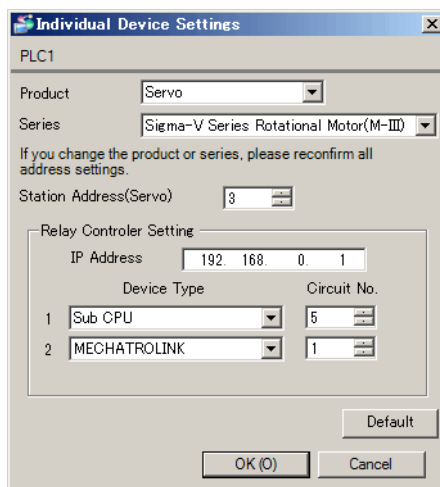 Individual Device Settings
PLC1
Product Servo
Series Sigma-V Series Rotational Motor(M-III)
If you change the product or series, please reconfirm all
address settings.
Station Address(Servo) 3
Relay Controler Setting
IP Address 192. 168. 0. 1
Device Type Circuit No.
1 Sub CPU 5
2 MECHATROLINK 1
Default
OK (O) Cancel